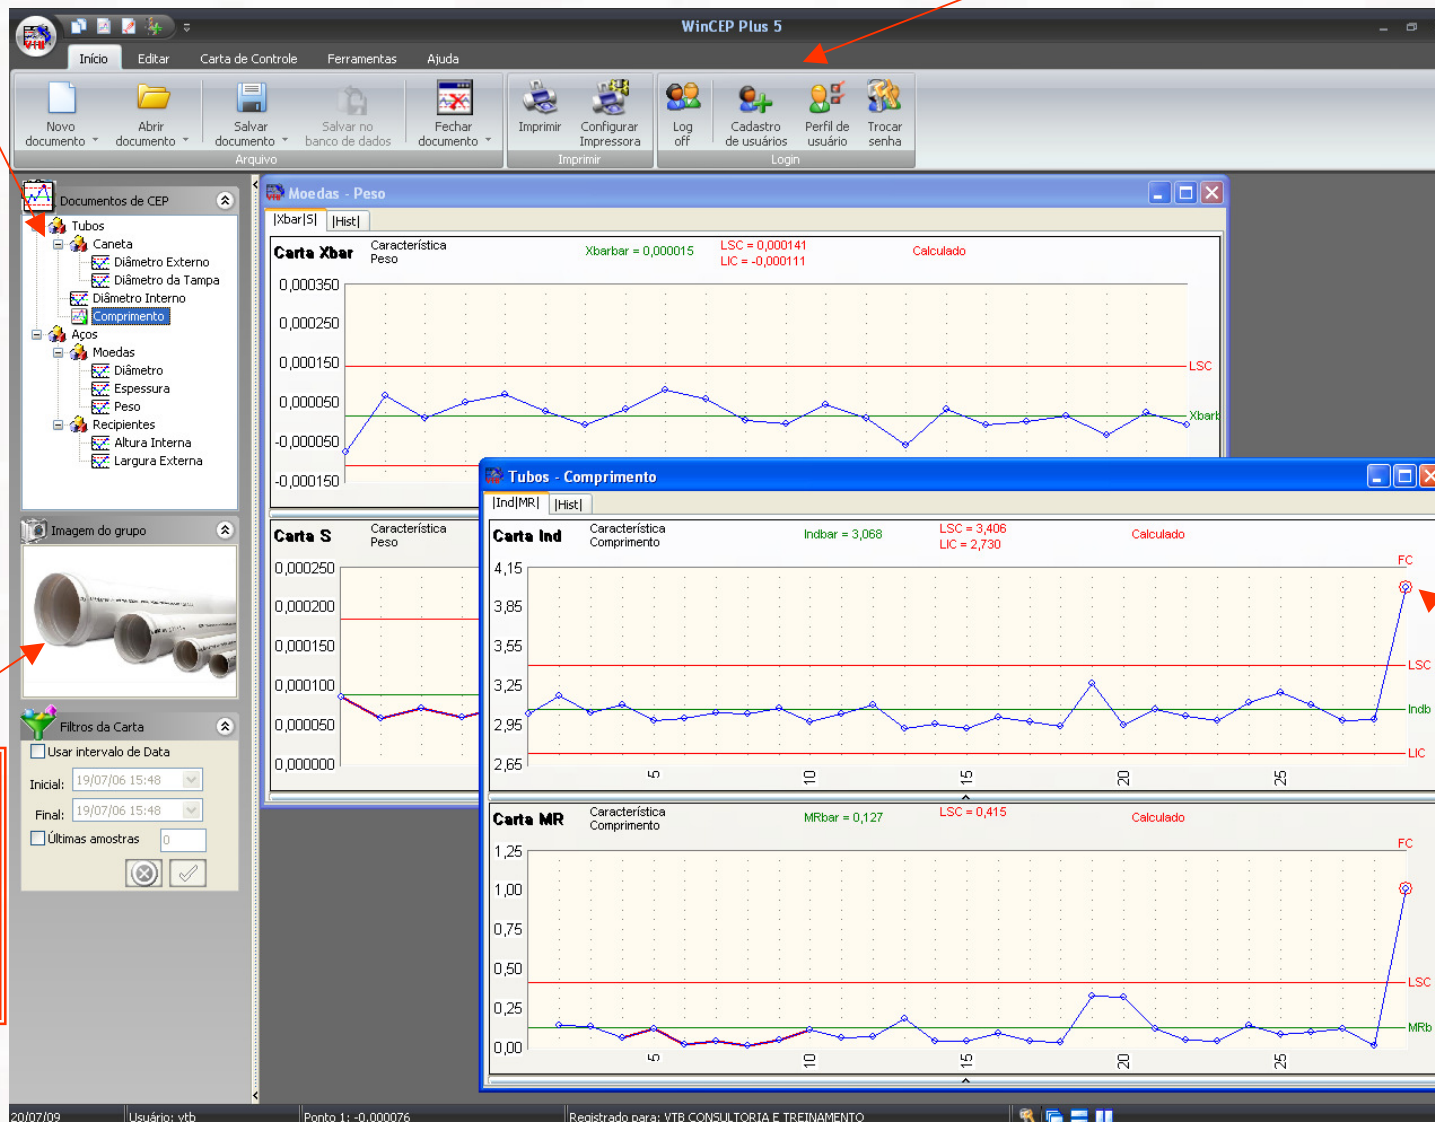 WinCEP Plus 5
Início Editar Carta de Controle Ferramentas Ajuda
Novo documento
Abrir documento
Salvar documento
Salvar no banco de dados
Fechar documento
Imprimir
Configurar Impressora
Log off
Cadastro de usuários
Perfil de usuário
Trocar senha
Arquivo Imprimir Login
Documentos de CEP
Tubos
Caneta
Diâmetro Externo
Diâmetro da Tampa
Diâmetro Interno
Comprimento
Aços
Moedas
Diâmetro
Espessura
Peso
Recipientes
Altura Interna
Largura Externa
Imagem do grupo
Filtros da Carta
Usar intervalo de Data
Inicial: 19/07/06 15:48
Final: 19/07/06 15:48
Últimas amostras 0
Moedas - Peso
|Xbar|S| |Hist|
Carta Xbar
Característica
Peso
Xbarbar = 0,000015
LSC = 0,000141
LIC = -0,000111
Calculado
0,000350
0,000250
0,000150
0,000050
-0,000050
-0,000150
LSC
Xbarb
Carta S
Característica
Peso
0,000250
0,000200
0,000150
0,000100
0,000050
0,000000
Tubos - Comprimento
|Ind|MR| |Hist|
Carta Ind
Característica
Comprimento
Indbar = 3,068
LSC = 3,406
LIC = 2,730
Calculado
FC
4,15
3,85
3,55
3,25
2,95
2,65
LSC
Indb
LIC
5 10 15 20 25
Carta MR
Característica
Comprimento
MRbar = 0,127
LSC = 0,415
Calculado
FC
1,25
1,00
0,75
0,50
0,25
0,00
LSC
MRb
5 10 15 20 25
20/07/09 Usuário: vtb Ponto 1: -0,000076 Registrado para: VTB CONSULTORIA E TREINAMENTO